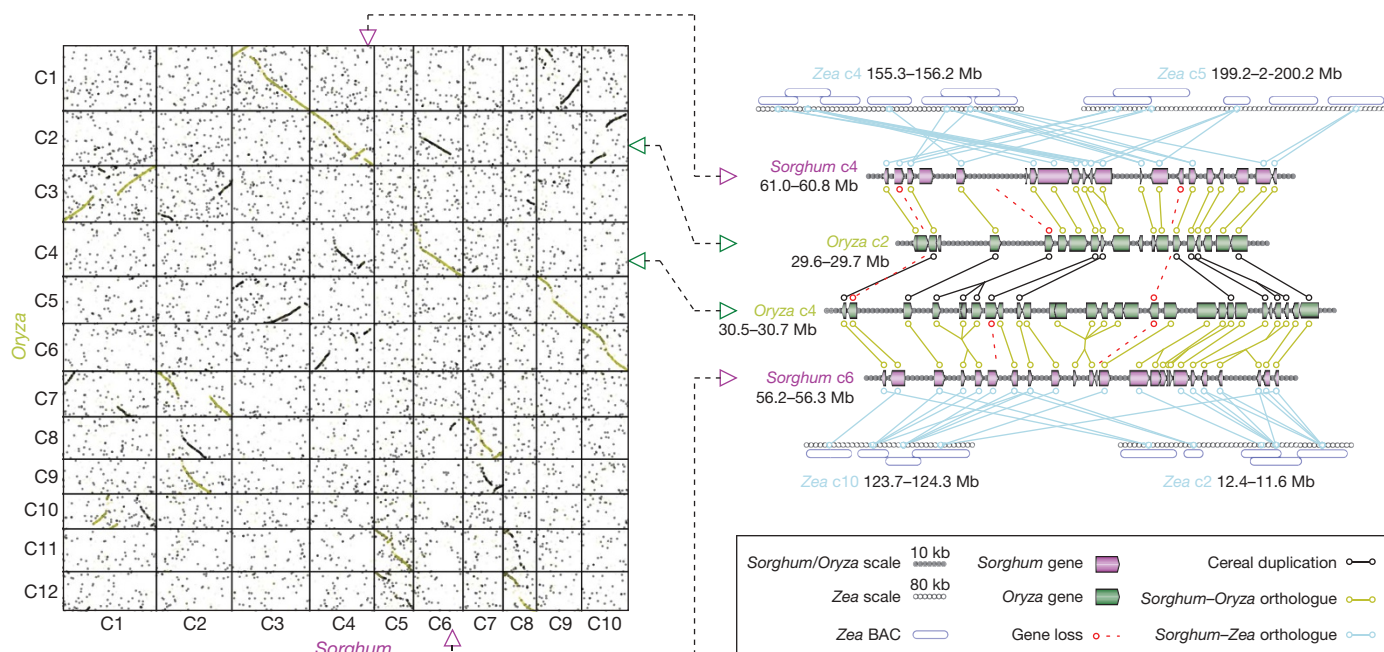 C1
C2
C3
C4
C5
C6
C7
C8
C9
C10
C11
C12
Oryza
C1 C2 C3 C4 C5 C6 C7 C8 C9 C10
Sorghum
Zea c4 155.3–156.2 Mb
Zea c5 199.2–2-200.2 Mb
Sorghum c4
61.0–60.8 Mb
Oryza c2
29.6–29.7 Mb
Oryza c4
30.5–30.7 Mb
Sorghum c6
56.2–56.3 Mb
Zea c10 123.7–124.3 Mb
Zea c2 12.4–11.6 Mb
Sorghum/Oryza scale 10 kb
Zea scale 80 kb
Zea BAC
Sorghum gene
Oryza gene
Gene loss
Cereal duplication
Sorghum–Oryza orthologue
Sorghum–Zea orthologue